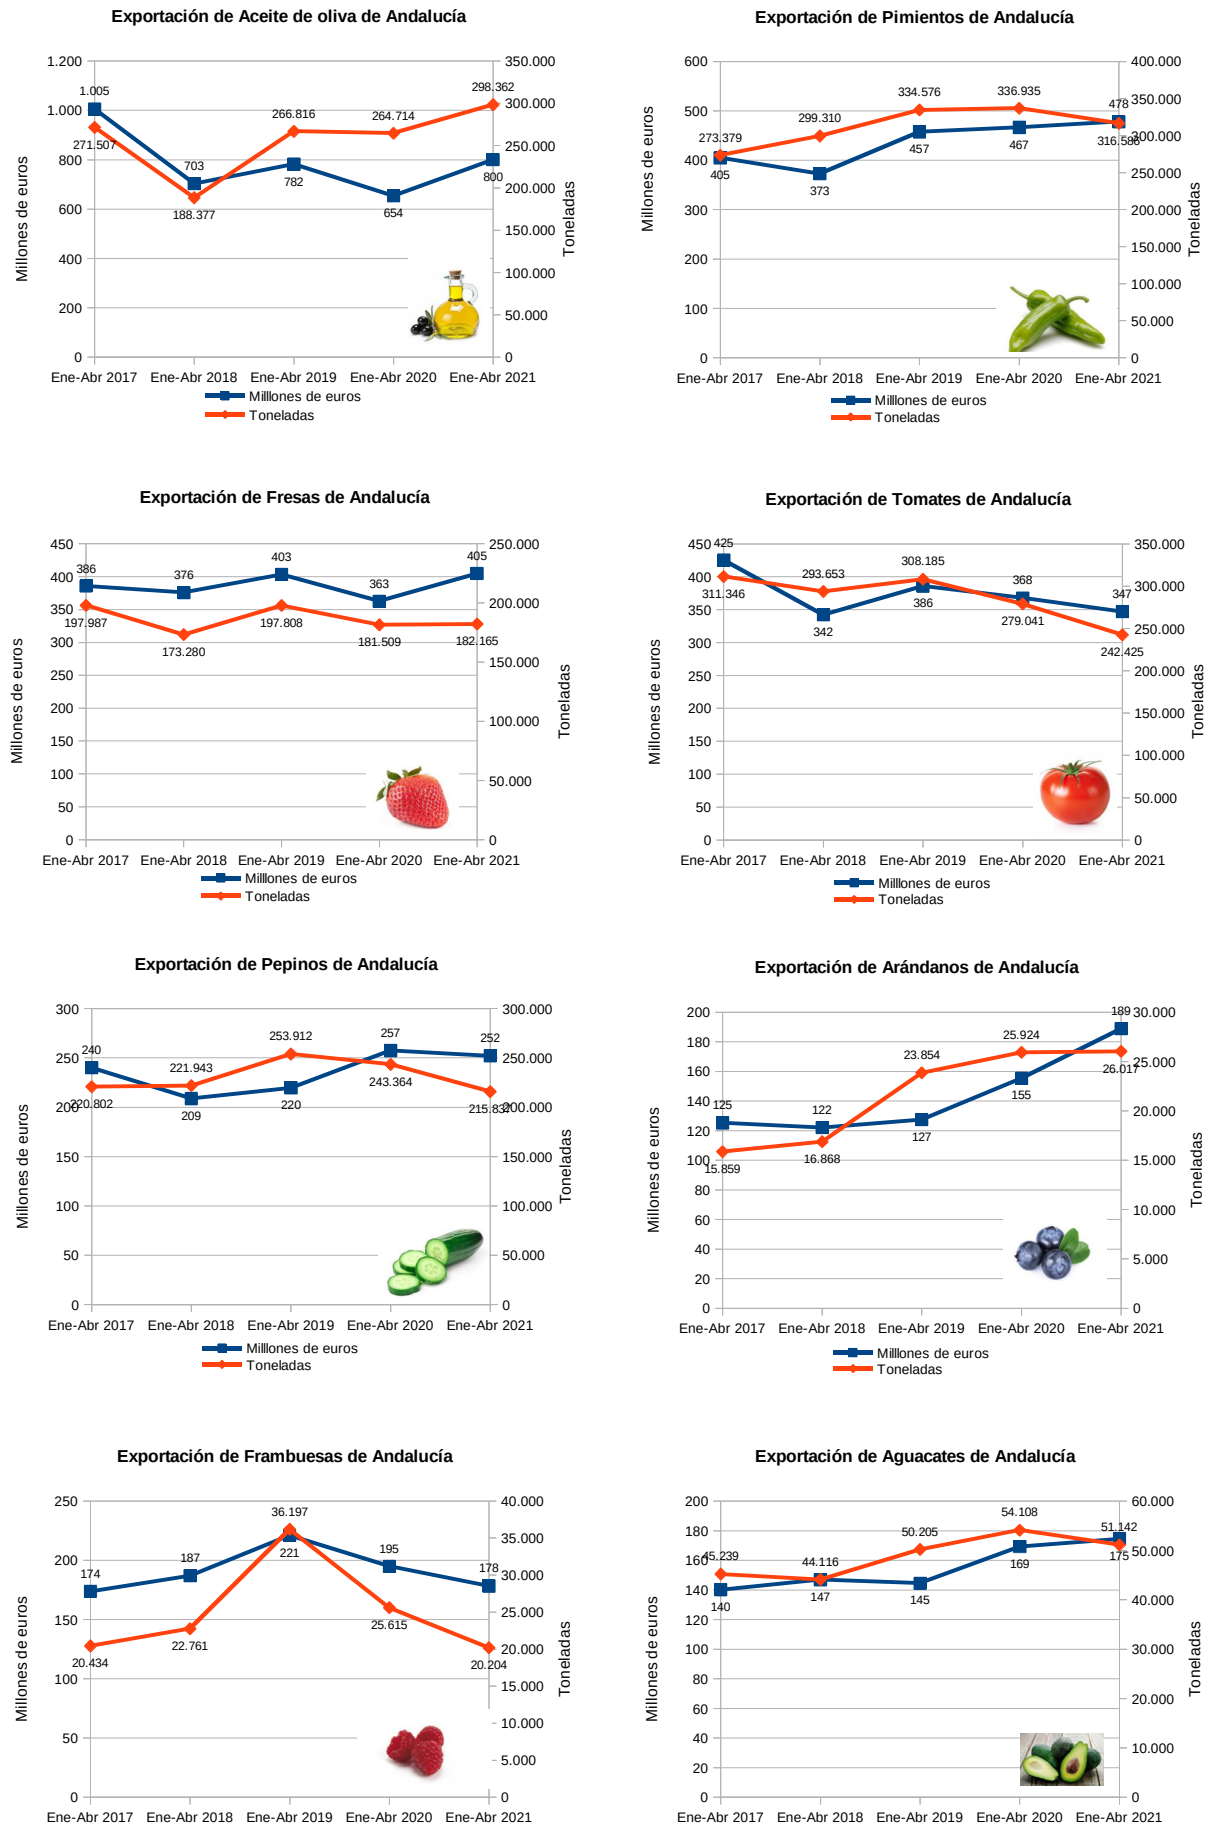 Exportación de Aceite de oliva de Andalucía
Millones de euros
1.200
1.000
800
600
400
200
0
350.000
300.000
250.000
200.000
150.000
100.000
50.000
0
Toneladas
1.005
703
782
654
800
271.507
188.377
266.816
264.714
298.362
Ene-Abr 2017
Ene-Abr 2018
Ene-Abr 2019
Ene-Abr 2020
Ene-Abr 2021
Milllones de euros
Toneladas
Exportación de Pimientos de Andalucía
Millones de euros
600
500
400
300
200
100
0
400.000
350.000
300.000
250.000
200.000
150.000
100.000
50.000
0
Toneladas
405
373
457
467
478
273.379
299.310
334.576
336.935
316.586
Ene-Abr 2017
Ene-Abr 2018
Ene-Abr 2019
Ene-Abr 2020
Ene-Abr 2021
Milllones de euros
Toneladas
Exportación de Fresas de Andalucía
Millones de euros
450
400
350
300
250
200
150
100
50
0
250.000
200.000
150.000
100.000
50.000
0
Toneladas
386
376
403
363
405
197.987
173.280
197.808
181.509
182.165
Ene-Abr 2017
Ene-Abr 2018
Ene-Abr 2019
Ene-Abr 2020
Ene-Abr 2021
Milllones de euros
Toneladas
Exportación de Tomates de Andalucía
Millones de euros
450
400
350
300
250
200
150
100
50
0
350.000
300.000
250.000
200.000
150.000
100.000
50.000
0
Toneladas
425
342
386
368
347
311.346
293.653
308.185
279.041
242.425
Ene-Abr 2017
Ene-Abr 2018
Ene-Abr 2019
Ene-Abr 2020
Ene-Abr 2021
Milllones de euros
Toneladas
Exportación de Pepinos de Andalucía
Millones de euros
300
250
200
150
100
50
0
300.000
250.000
200.000
150.000
100.000
50.000
0
Toneladas
240
209
220
257
252
220.802
221.943
253.912
243.364
Ene-Abr 2017
Ene-Abr 2018
Ene-Abr 2019
Ene-Abr 2020
Ene-Abr 2021
Milllones de euros
Toneladas
Exportación de Arándanos de Andalucía
Millones de euros
200
180
160
140
120
100
80
60
40
20
0
30.000
25.000
20.000
15.000
10.000
5.000
0
Toneladas
125
122
127
155
189
15.859
16.868
23.854
25.924
26.017
Ene-Abr 2017
Ene-Abr 2018
Ene-Abr 2019
Ene-Abr 2020
Ene-Abr 2021
Milllones de euros
Toneladas
Exportación de Frambuesas de Andalucía
Millones de euros
250
200
150
100
50
0
40.000
35.000
30.000
25.000
20.000
15.000
10.000
5.000
0
Toneladas
174
187
221
195
178
20.434
22.761
36.197
25.615
20.204
Ene-Abr 2017
Ene-Abr 2018
Ene-Abr 2019
Ene-Abr 2020
Ene-Abr 2021
Exportación de Aguacates de Andalucía
Millones de euros
200
180
160
140
120
100
80
60
40
20
0
60.000
50.000
40.000
30.000
20.000
10.000
0
Toneladas
140
147
145
169
175
45.239
44.116
50.205
54.108
51.142
Ene-Abr 2017
Ene-Abr 2018
Ene-Abr 2019
Ene-Abr 2020
Ene-Abr 2021